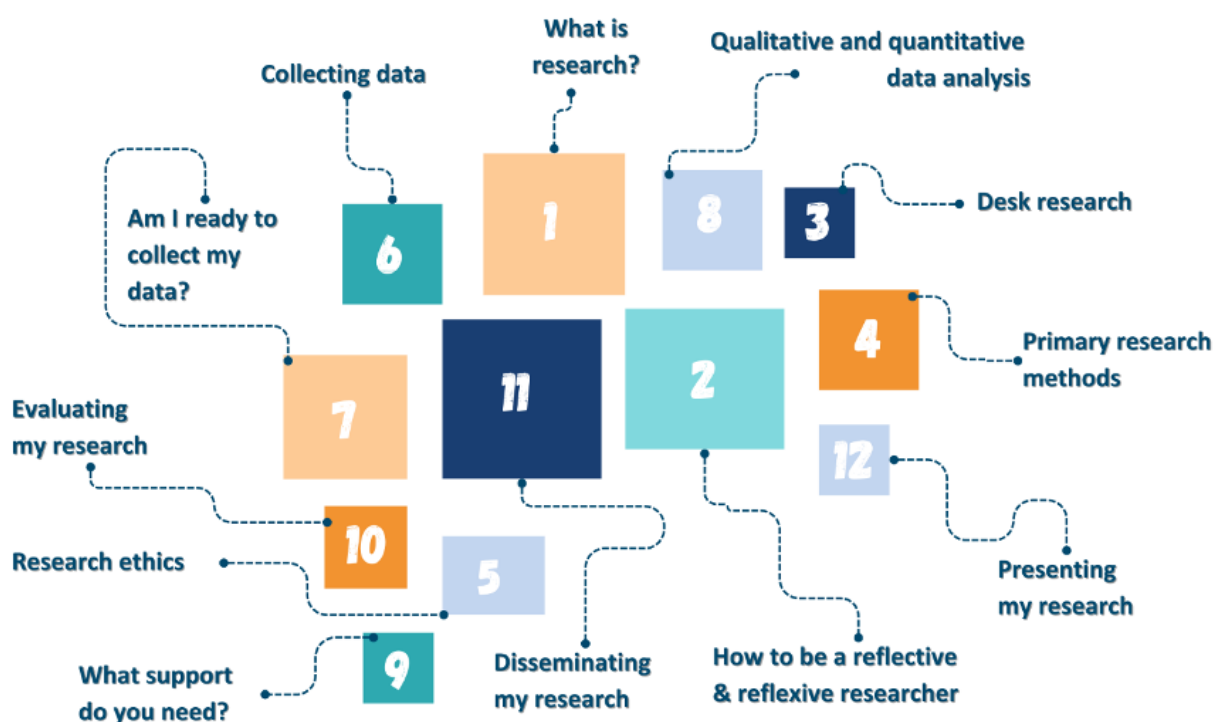 What is
research?
Qualitative and quantitative
data analysis
Collecting data
1
8
3
Desk research
Am I ready to
collect my
data?
6
4
Primary research
methods
11
2
7
Evaluating
my research
12
10
Research ethics
5
Presenting
my research
9
What support
do you need?
Disseminating
my research
How to be a reflective
& reflexive researcher